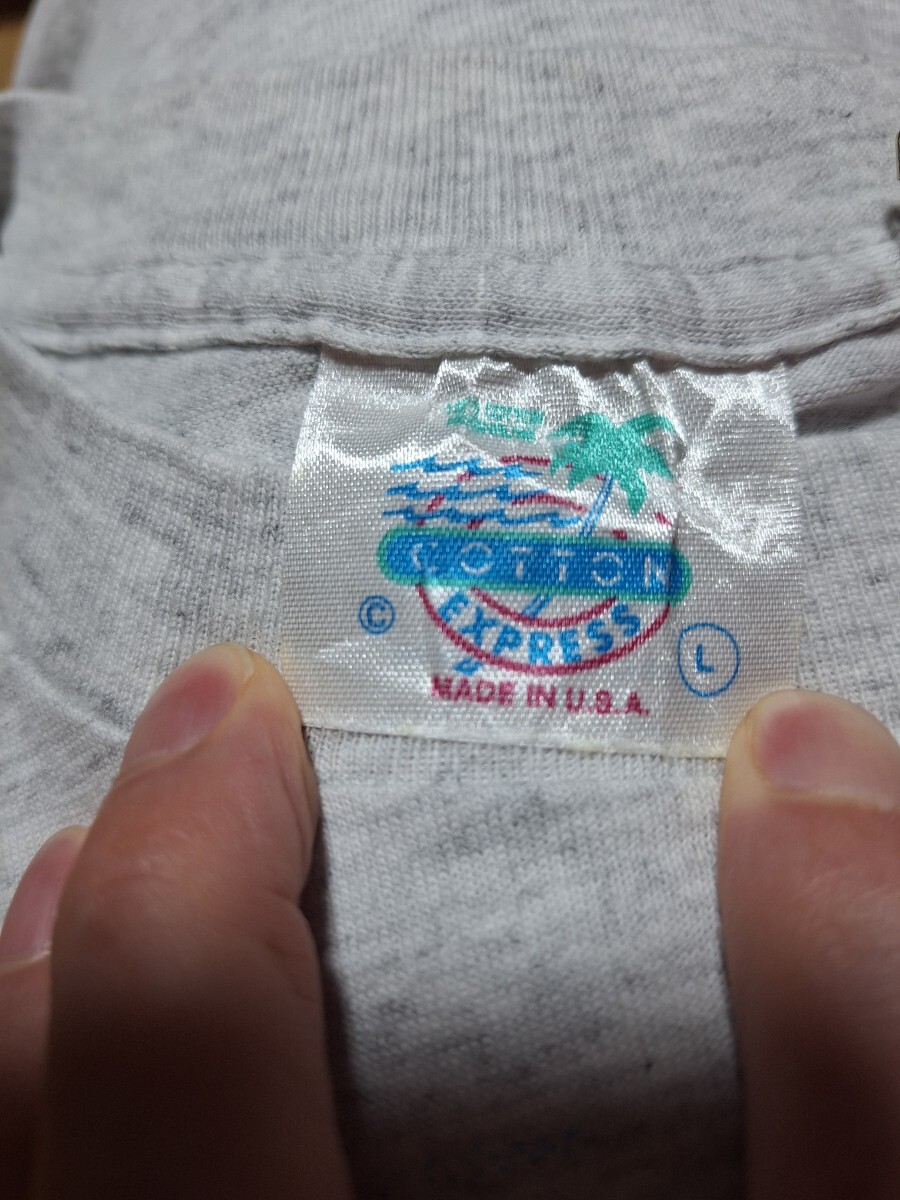 COTTON
EXPRESS
©
L
MADE IN U.S.A.